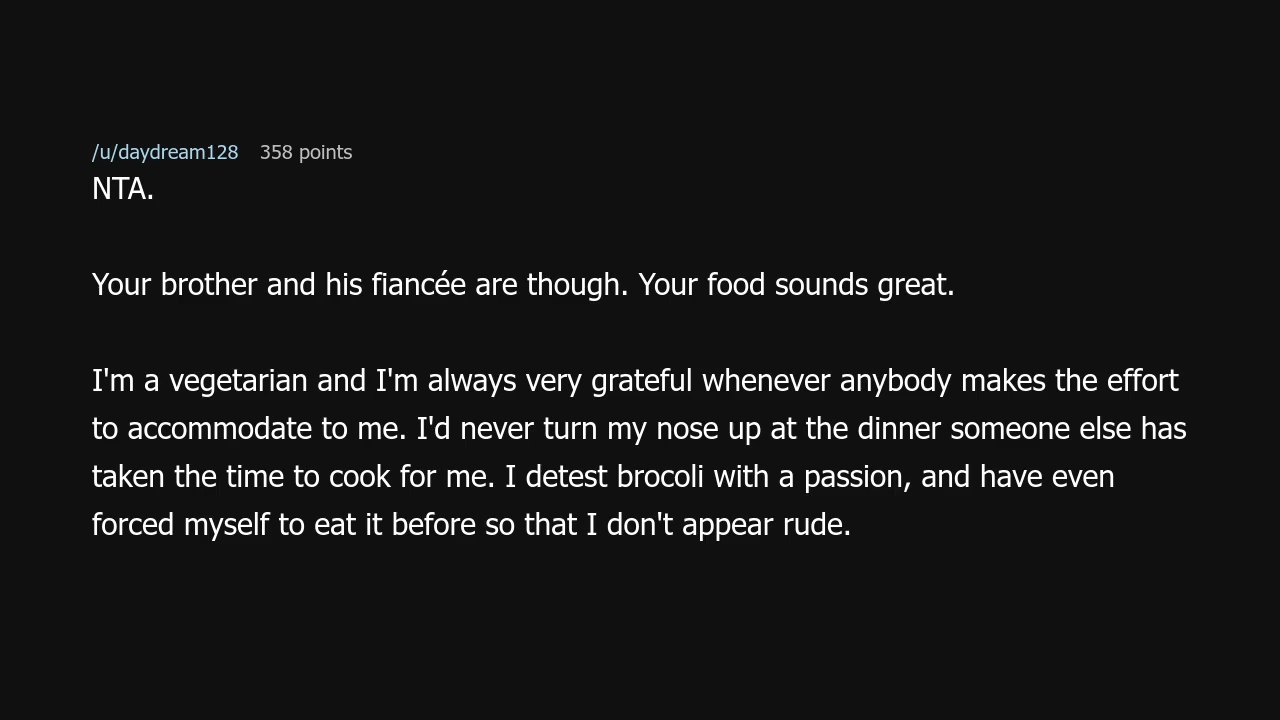 /u/daydream128 358 points
NTA.
Your brother and his fiancée are though. Your food sounds great.
I'm a vegetarian and I'm always very grateful whenever anybody makes the effort
to accommodate to me. I'd never turn my nose up at the dinner someone else has
taken the time to cook for me. I detest brocoli with a passion, and have even
forced myself to eat it before so that I don't appear rude.